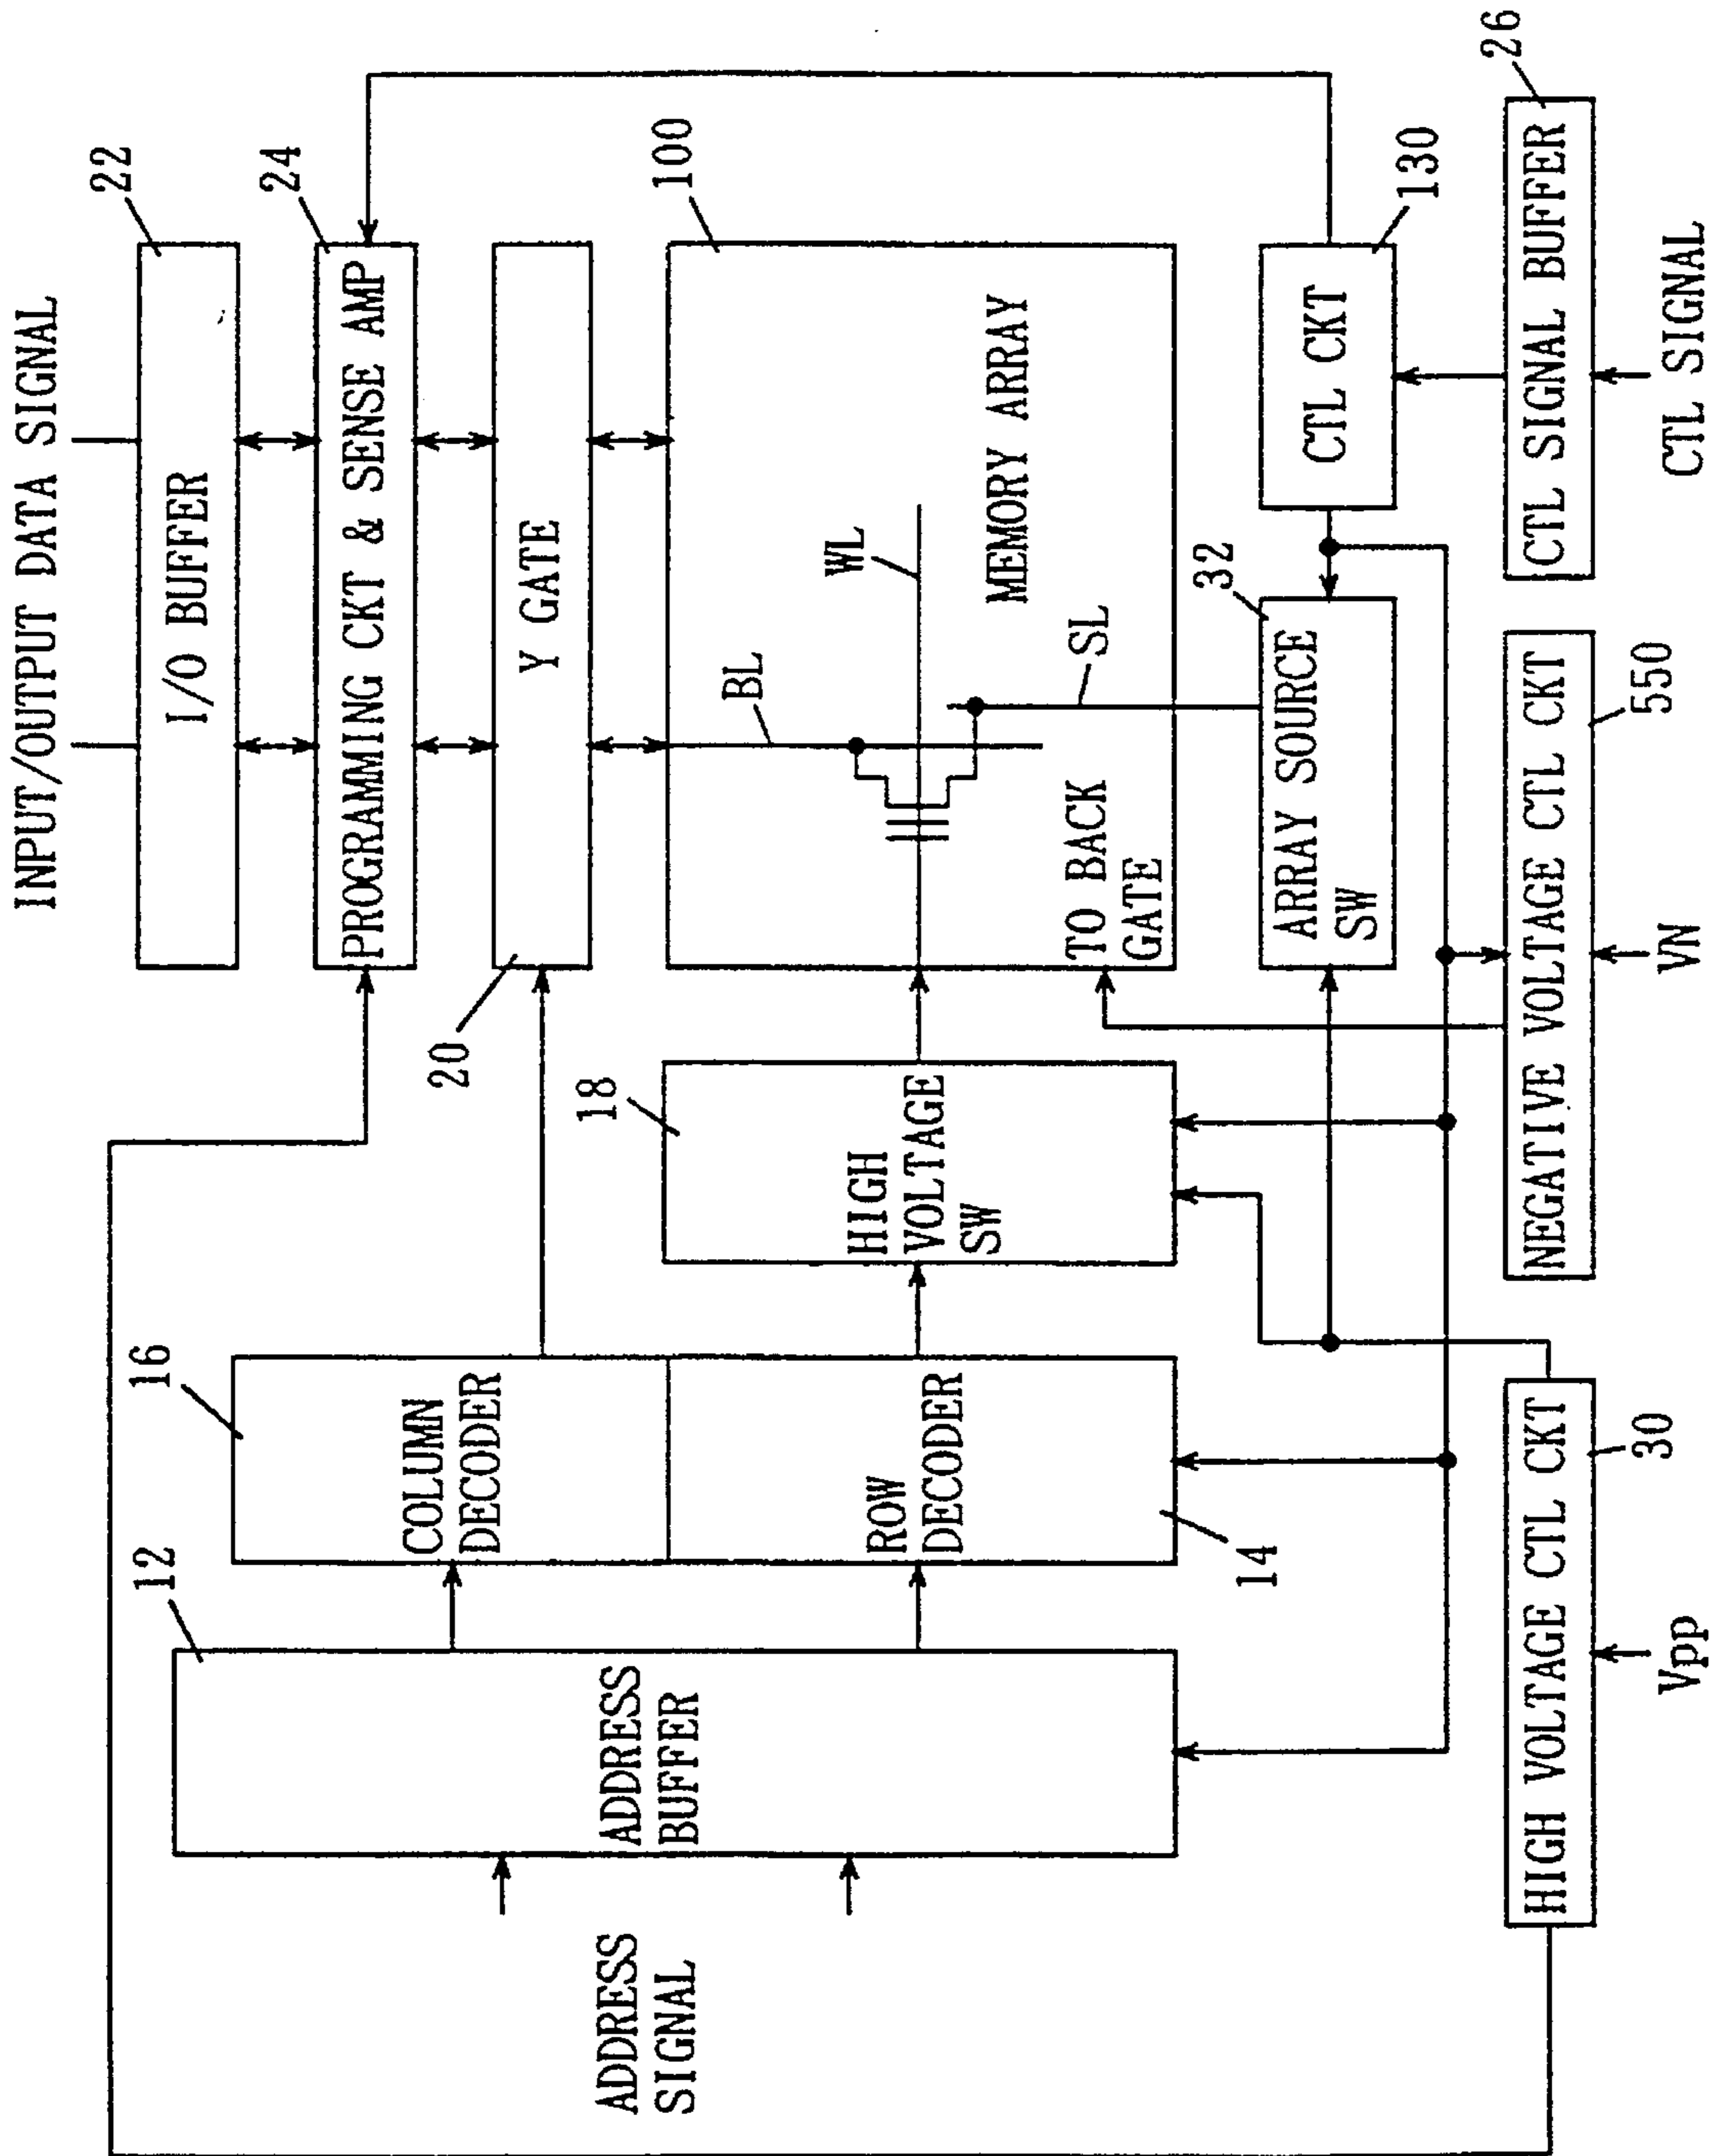 INPUT/OUTPUT DATA SIGNAL
22
I/O BUFFER
24
PROGRAMMING CKT & SENSE AMP
20
Y GATE
100
BL
WL
MEMORY ARRAY
SL
TO BACK
GATE
16
COLUMN
DECODER
18
HIGH
VOLTAGE
SW
12
ADDRESS
BUFFER
ROW
DECODER
14
ADDRESS
SIGNAL
32
ARRAY SOURCE
SW
CTL CKT
130
HIGH VOLTAGE CTL CKT
30
Vpp
NEGATIVE VOLTAGE CTL CKT
550
VN
CTL SIGNAL BUFFER
26
CTL SIGNAL